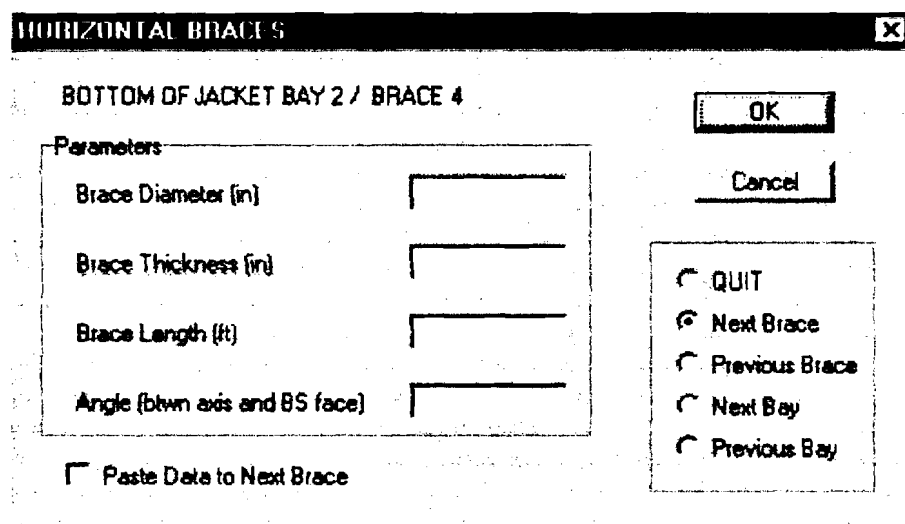 HORIZONTAL BRACES
BOTTOM OF JACKET BAY 2 / BRACE 4
OK
Parameters
Cancel
Brace Diameter (in)
Brace Thickness (in)
Brace Length (ft)
Angle (btwn axis and BS face)
QUIT
Next Brace
Previous Brace
Next Bay
Previous Bay
Paste Data to Next Brace